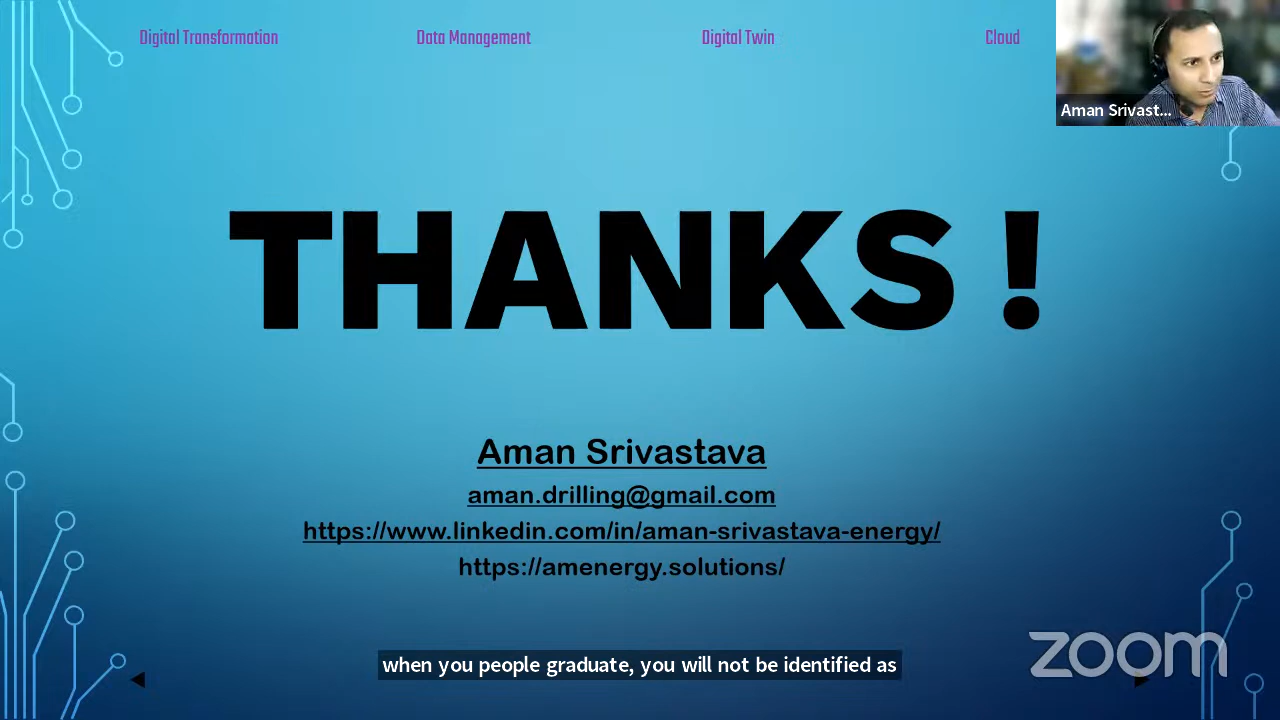 Digital Transformation
Data Management
Digital Twin
Cloud
Aman Srivast...
THANKS !
Aman Srivastava
aman.drilling@gmail.com
https://www.linkedin.com/in/aman-srivastava-energy/
https://amenergy.solutions/
when you people graduate, you will not be identified as
zoom